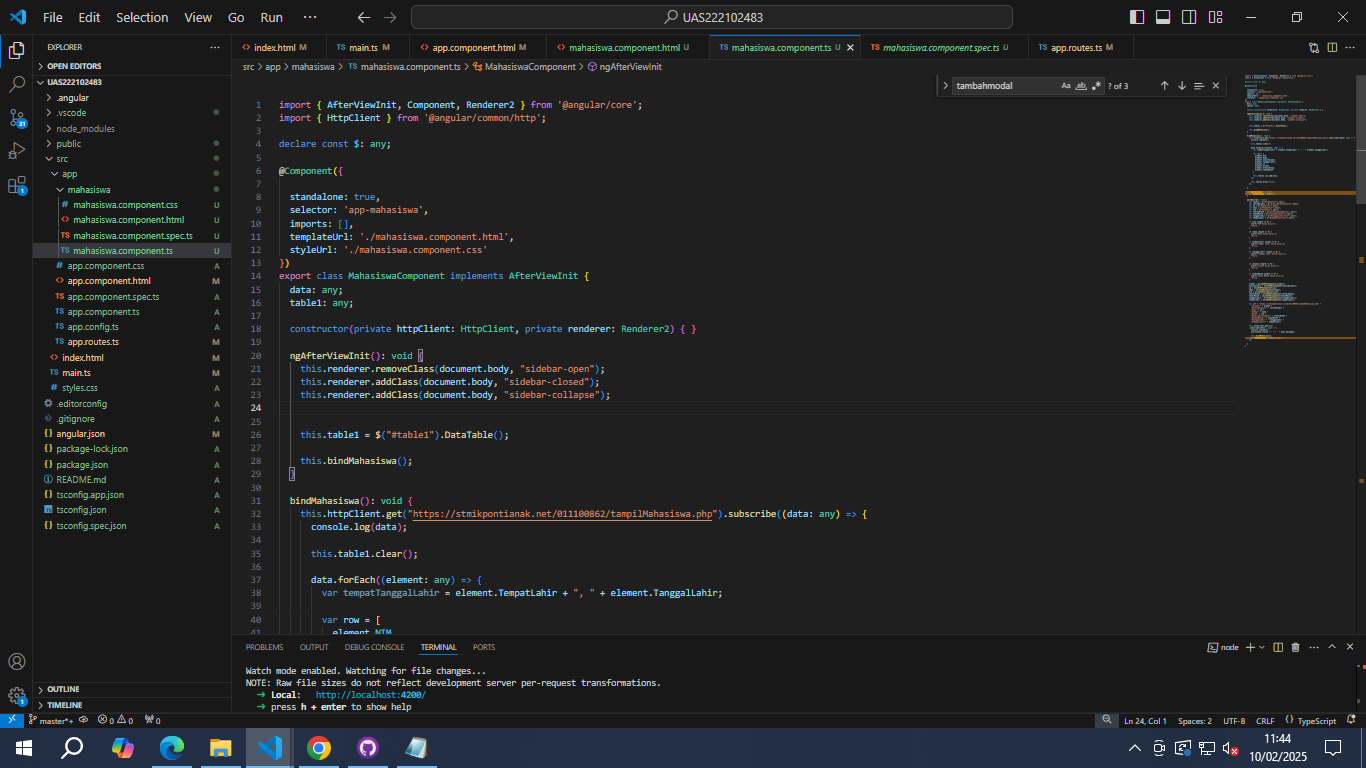 File Edit Selection View Go Run ··· UAS222102483
EXPLORER ···
index.html M main.ts M app.component.html M mahasiswa.component.html U TS mahasiswa.component.ts U TS mahasiswa.component.spec.ts U TS app.routes.ts M
OPEN EDITORS
UAS222102483
.angular
.vscode
node_modules
public
src
app
mahasiswa
# mahasiswa.component.css U
<> mahasiswa.component.html U
TS mahasiswa.component.spec.ts U
TS mahasiswa.component.ts U
# app.component.css A
<> app.component.html M
TS app.component.spec.ts A
TS app.component.ts A
TS app.config.ts A
TS app.routes.ts M
<> index.html M
TS main.ts M
# styles.css A
.editorconfig A
.gitignore A
{} angular.json M
{} package-lock.json A
{} package.json A
README.md A
{} tsconfig.app.json A
tsconfig.json A
{} tsconfig.spec.json A
OUTLINE
TIMELINE
src > app > mahasiswa > TS mahasiswa.component.ts > MahasiswaComponent > ngAfterViewInit
tambahmodal Aa ab .* ? of 3
1 import { AfterViewInit, Component, Renderer2 } from '@angular/core';
2 import { HttpClient } from '@angular/common/http';
3
4 declare const $: any;
5
6 @Component({
7
8 standalone: true,
9 selector: 'app-mahasiswa',
10 imports: [],
11 templateUrl: './mahasiswa.component.html',
12 styleUrl: './mahasiswa.component.css'
13 })
14 export class MahasiswaComponent implements AfterViewInit {
15 data: any;
16 table1: any;
17
18 constructor(private httpClient: HttpClient, private renderer: Renderer2) { }
19
20 ngAfterViewInit(): void {
21 this.renderer.removeClass(document.body, "sidebar-open");
22 this.renderer.addClass(document.body, "sidebar-closed");
23 this.renderer.addClass(document.body, "sidebar-collapse");
24
25
26 this.table1 = $("#table1").DataTable();
27
28 this.bindMahasiswa();
29 }
30
31 bindMahasiswa(): void {
32 this.httpClient.get("https://stmikpontianak.net/011100862/tampilMahasiswa.php").subscribe((data: any) => {
33 console.log(data);
34
35 this.table1.clear();
36
37 data.forEach((element: any) => {
38 var tempatTanggalLahir = element.TempatLahir + ", " + element.TanggalLahir;
39
40 var row = [
41 element.NIM
PROBLEMS OUTPUT DEBUG CONSOLE TERMINAL PORTS node
Watch mode enabled. Watching for file changes...
NOTE: Raw file sizes do not reflect development server per-request transformations.
➜ Local: http://localhost:4200/
➜ press h + enter to show help
master*+ 0 0 0 Ln 24, Col 1 Spaces: 2 UTF-8 CRLF {} TypeScript
31
1
1
11:44
10/02/2025